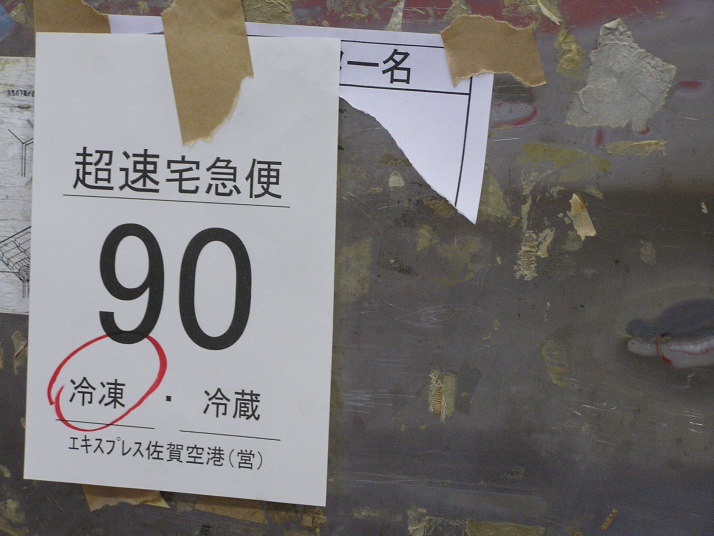 ー名
超速宅急便
90
冷凍・冷蔵
エキスプレス佐賀空港(営)